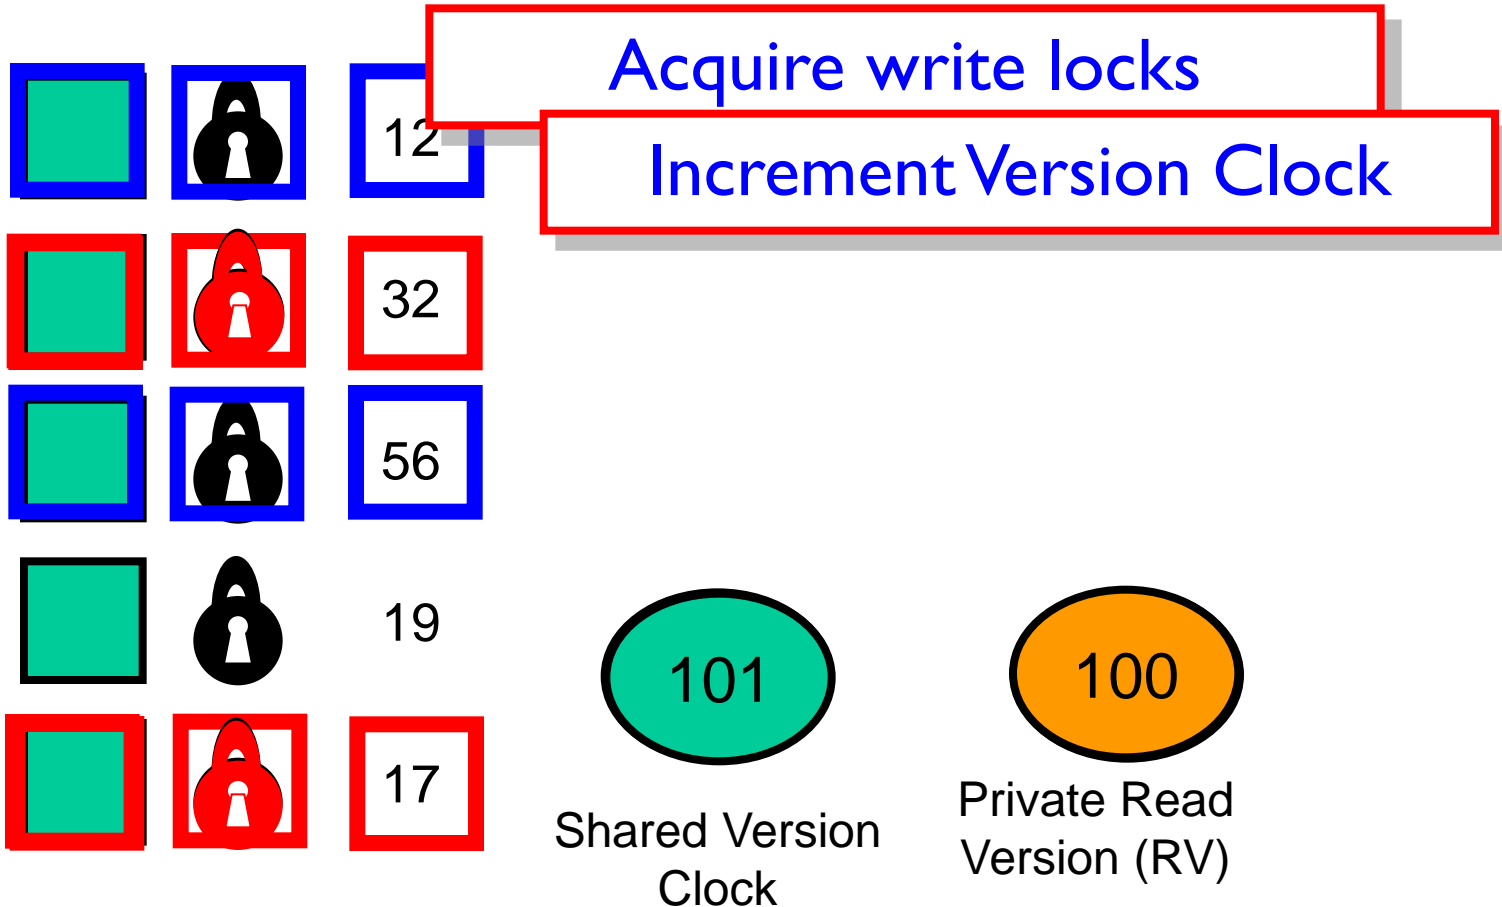 Acquire write locks
Increment Version Clock
12
32
56
19
17
101
100
Shared Version
Clock
Private Read
Version (RV)